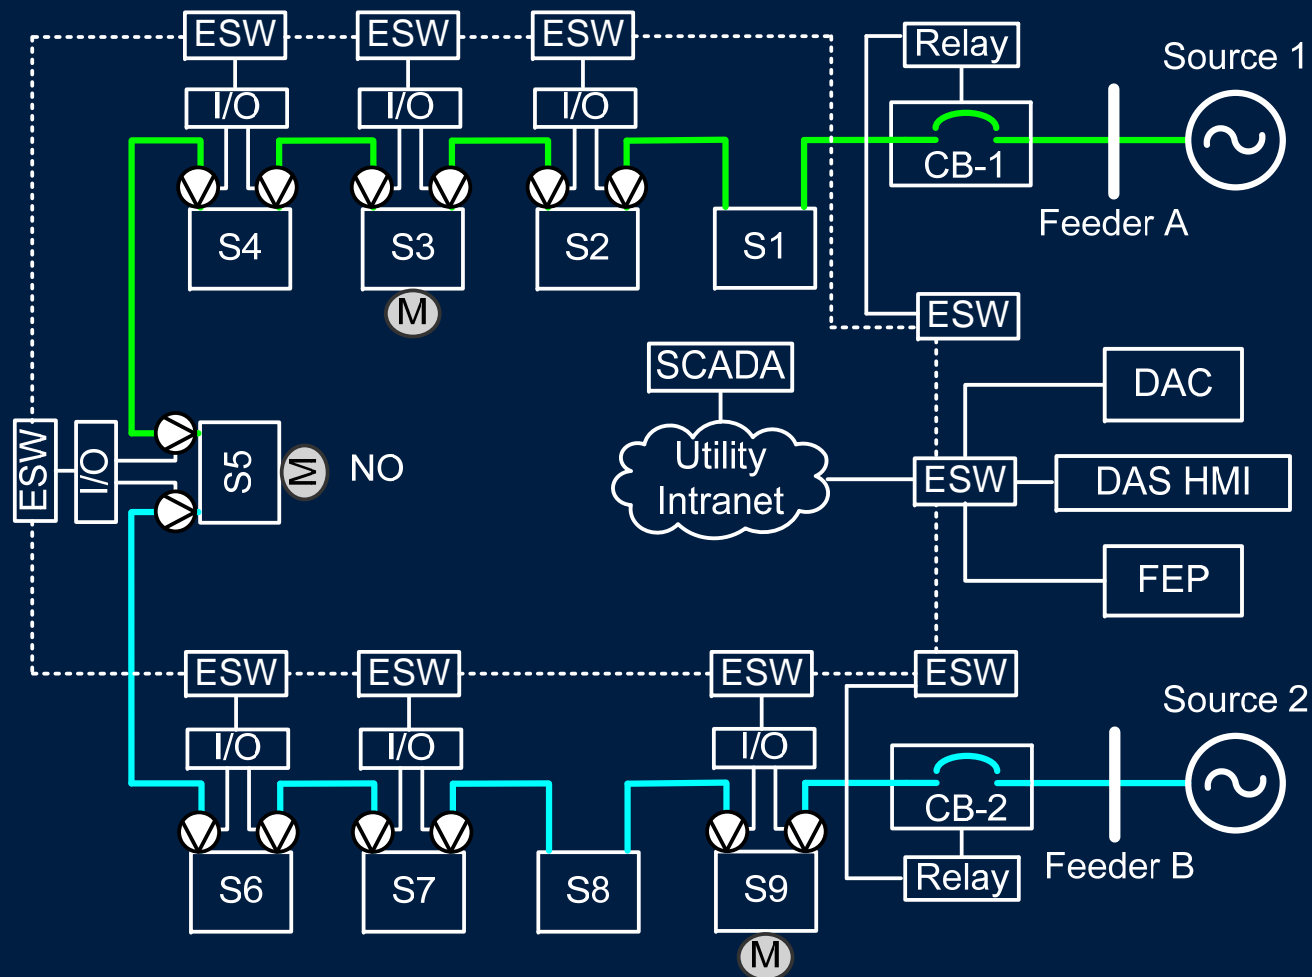 ESW
ESW
ESW
Relay
Source 1
I/O
I/O
I/O
CB-1
Feeder A
S4
S3
S2
S1
M
ESW
SCADA
DAC
Utility
Intranet
ESW
DAS HMI
FEP
ESW
I/O
S5
M
NO
ESW
ESW
ESW
ESW
Source 2
I/O
I/O
I/O
CB-2
Feeder B
Relay
S6
S7
S8
S9
M